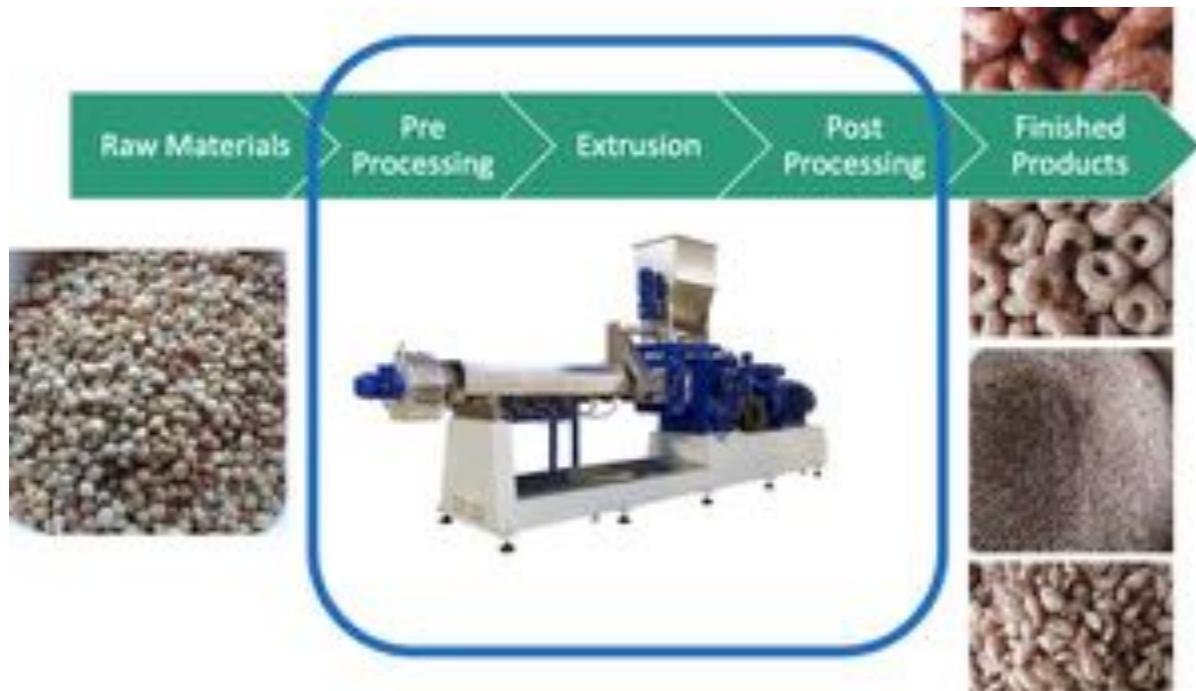 Raw Materials
Pre
Processing
Extrusion
Post
Processing
Finished
Products